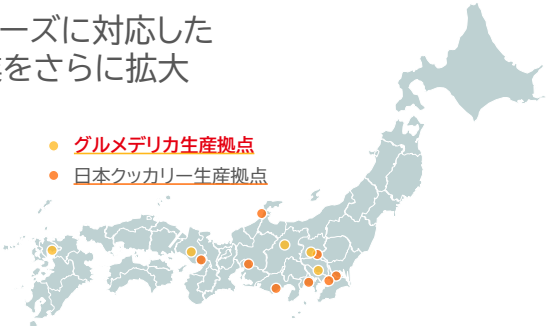 ーズに対応した
をさらに拡大
グルメデリカ生産拠点
日本クッカリー生産拠点